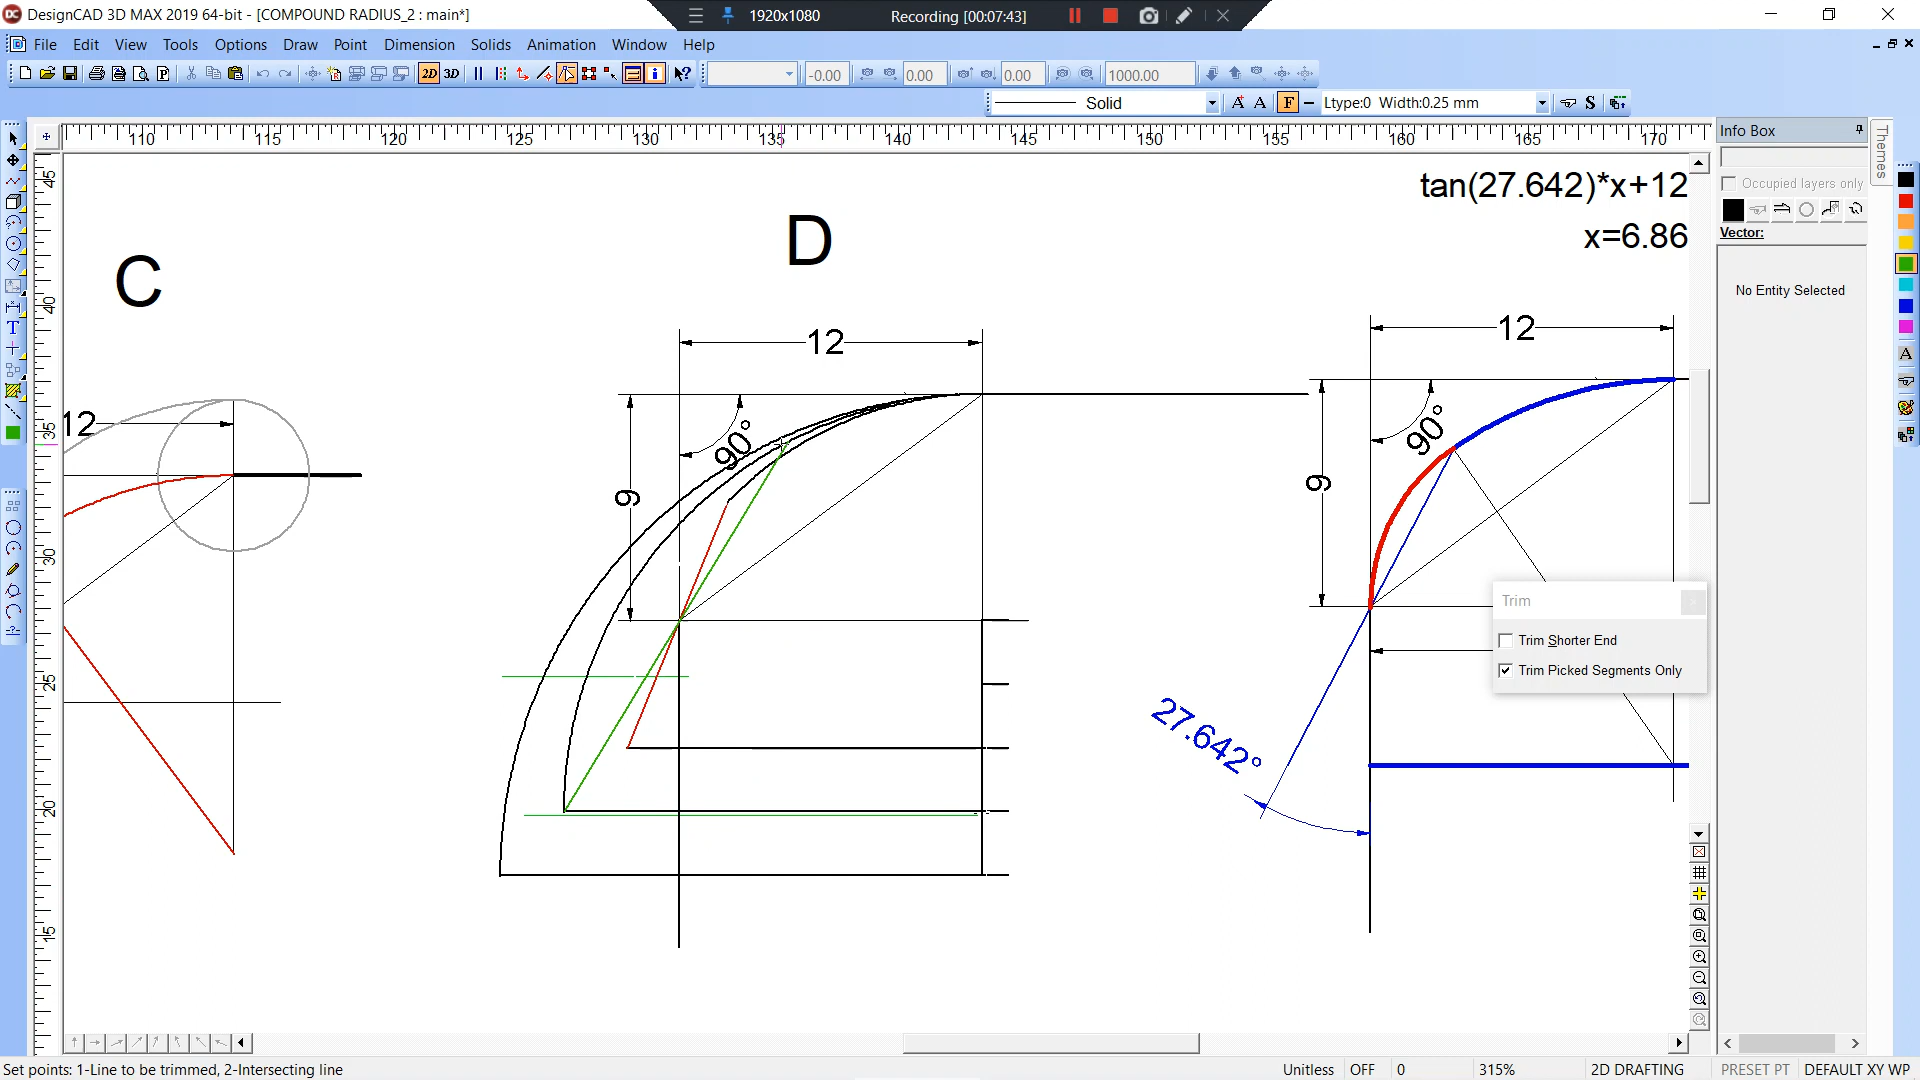 DesignCAD 3D MAX 2019 64-bit - [COMPOUND RADIUS_2 : main*]
1920x1080
Recording [00:07:43]
File Edit View Tools Options Draw Point Dimension Solids Animation Window Help
2D 3D
-0.00
0.00
0.00
1000.00
Solid
F
Ltype:0 Width:0.25 mm
S
110 115 120 125 130 135 140 145 150 155 160 165 170
Info Box
Themes
Occupied layers only
Vector:
No Entity Selected
45
40
35
30
25
20
15
tan(27.642)*x+12
x=6.86
C
D
12
12
12
90°
90°
9
9
27.642°
Trim
Trim Shorter End
Trim Picked Segments Only
Set points: 1-Line to be trimmed, 2-Intersecting line
Unitless OFF 0 315% 2D DRAFTING PRESET PT DEFAULT XY WP